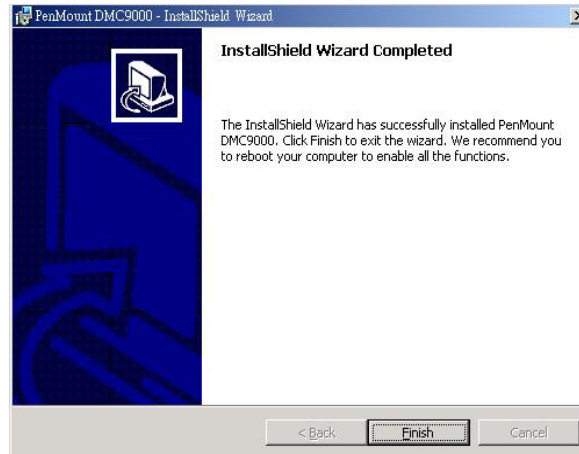 PenMount DMC9000 - InstallShield Wizard
InstallShield Wizard Completed
The InstallShield Wizard has successfully installed PenMount
DMC9000. Click Finish to exit the wizard. We recommend you
to reboot your computer to enable all the functions.
< Back Finish Cancel